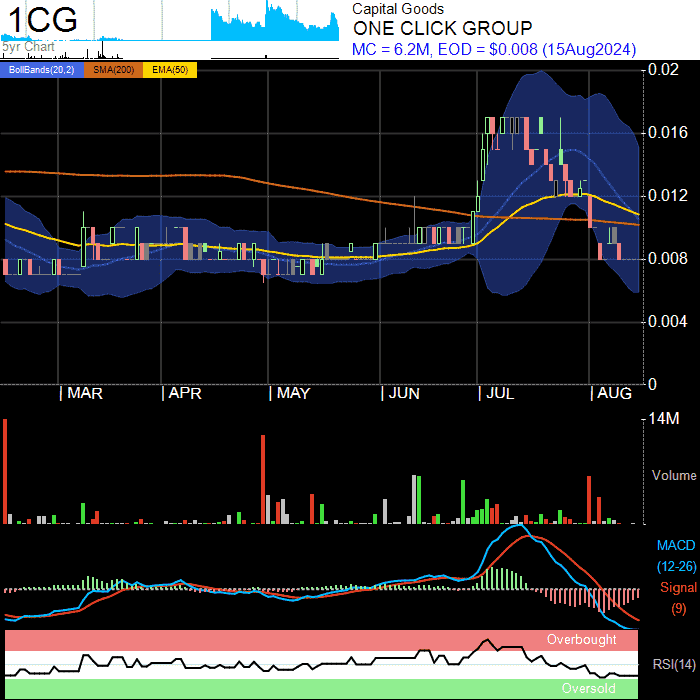 1CG
5yr Chart
Capital Goods
ONE CLICK GROUP
MC = 6.2M, EOD = $0.008 (15Aug2024)
BollBands(20,2) SMA(200) EMA(50)
0.02
0.016
0.012
0.008
0.004
0
MAR APR MAY JUN JUL AUG
14M
Volume
MACD
(12-26)
Signal
(9)
Overbought
RSI(14)
Oversold